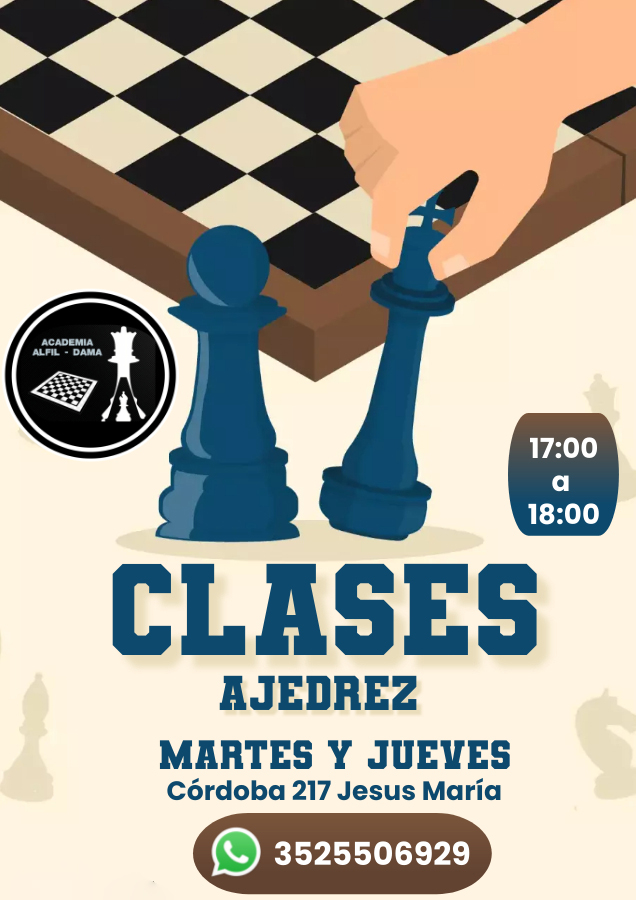 ACADEMIA
ALFIL - DAMA
17:00
a
18:00
CLASES
AJEDREZ
MARTES Y JUEVES
Córdoba 217 Jesus María
3525506929